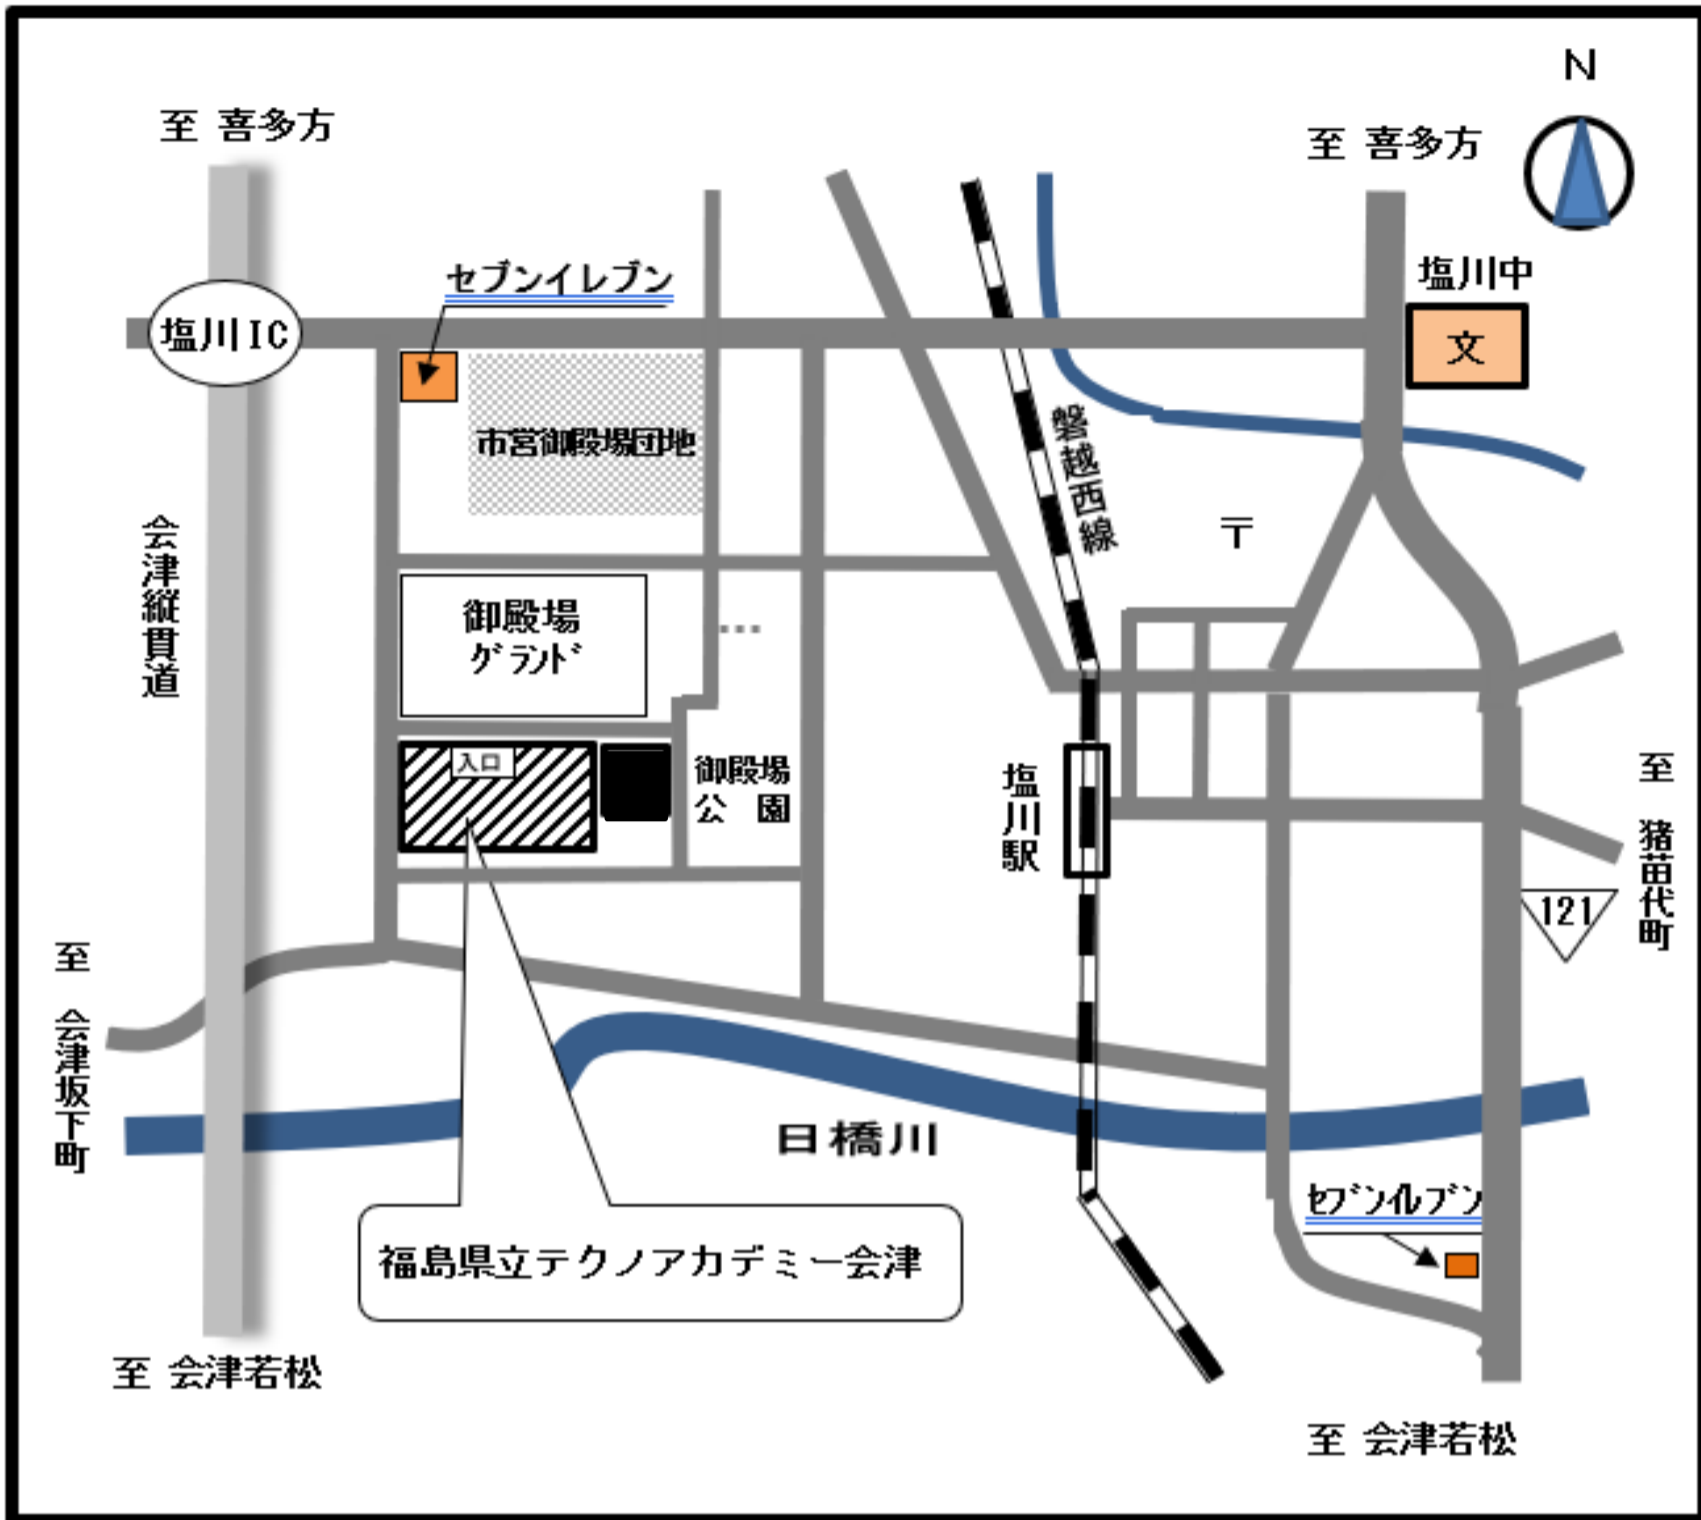 N
至 喜多方
至 喜多方
塩川中
文
セブンイレブン
塩川IC
市営御殿場団地
磐越西線
〒
会津縦貫道
御殿場
ｸﾞﾗﾝﾄﾞ
入口
御殿場
公 園
塩川駅
至 猪苗代町
121
至 会津坂下町
日橋川
ｾﾌﾞﾝｲﾚﾌﾞﾝ
福島県立テクノアカデミー会津
至 会津若松
至 会津若松